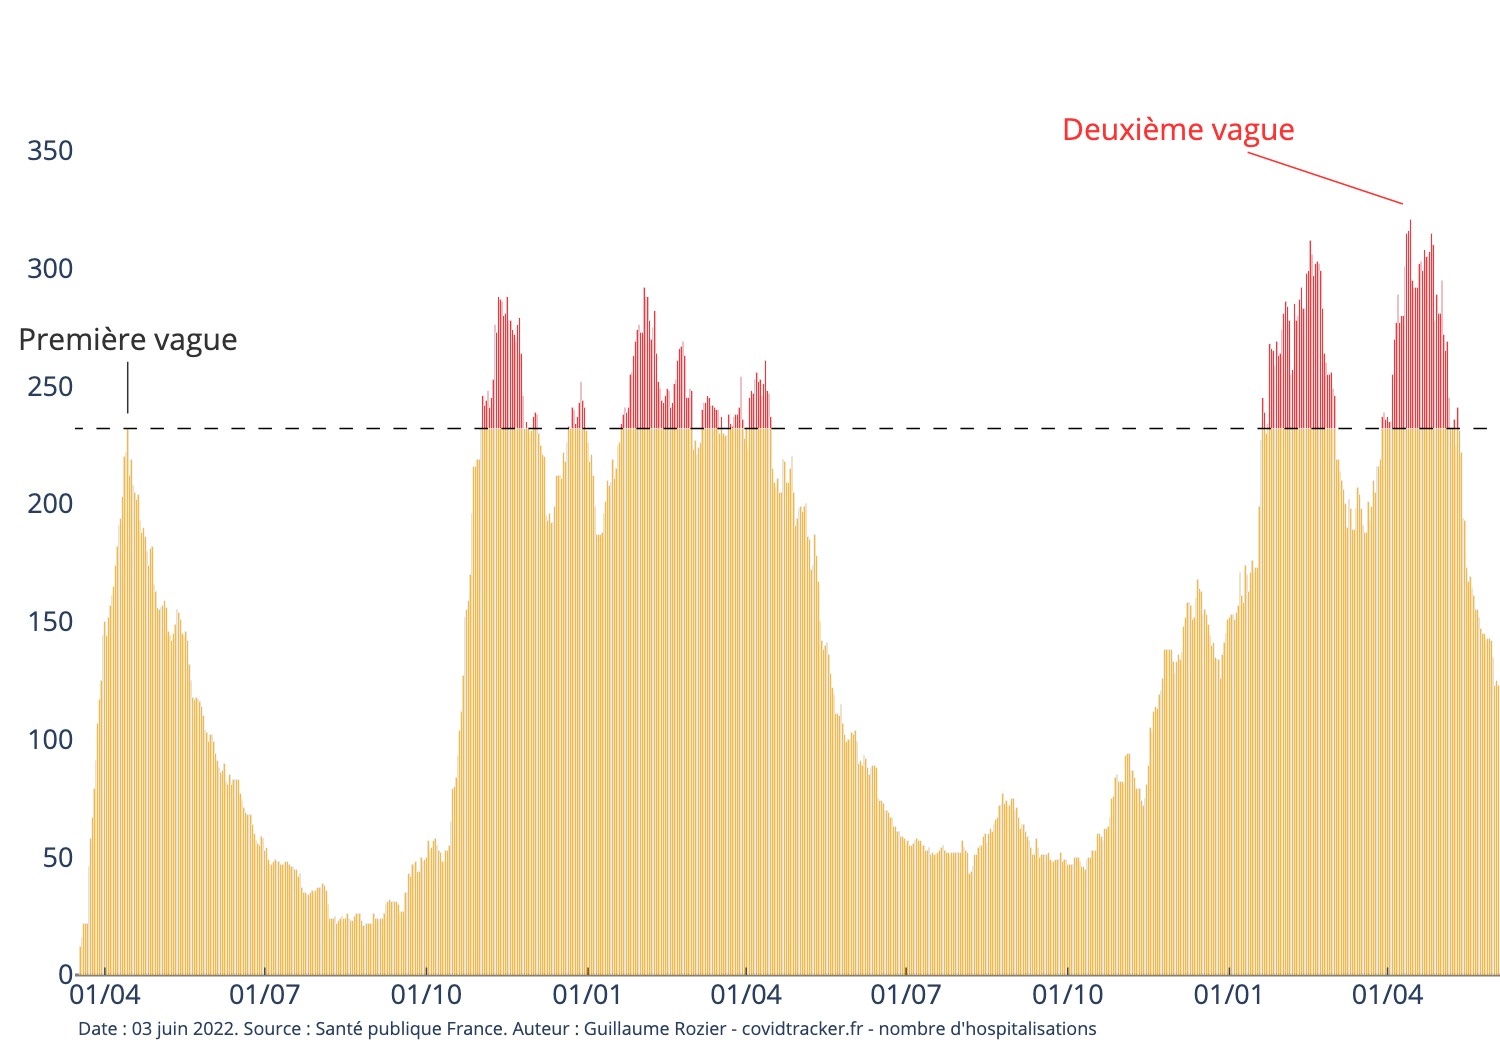 Deuxième vague
350
300
Première vague
250
200
150
100
50
0
01/04 01/07 01/10 01/01 01/04 01/07 01/10 01/01 01/04
Date : 03 juin 2022. Source : Santé publique France. Auteur : Guillaume Rozier - covidtracker.fr - nombre d'hospitalisations